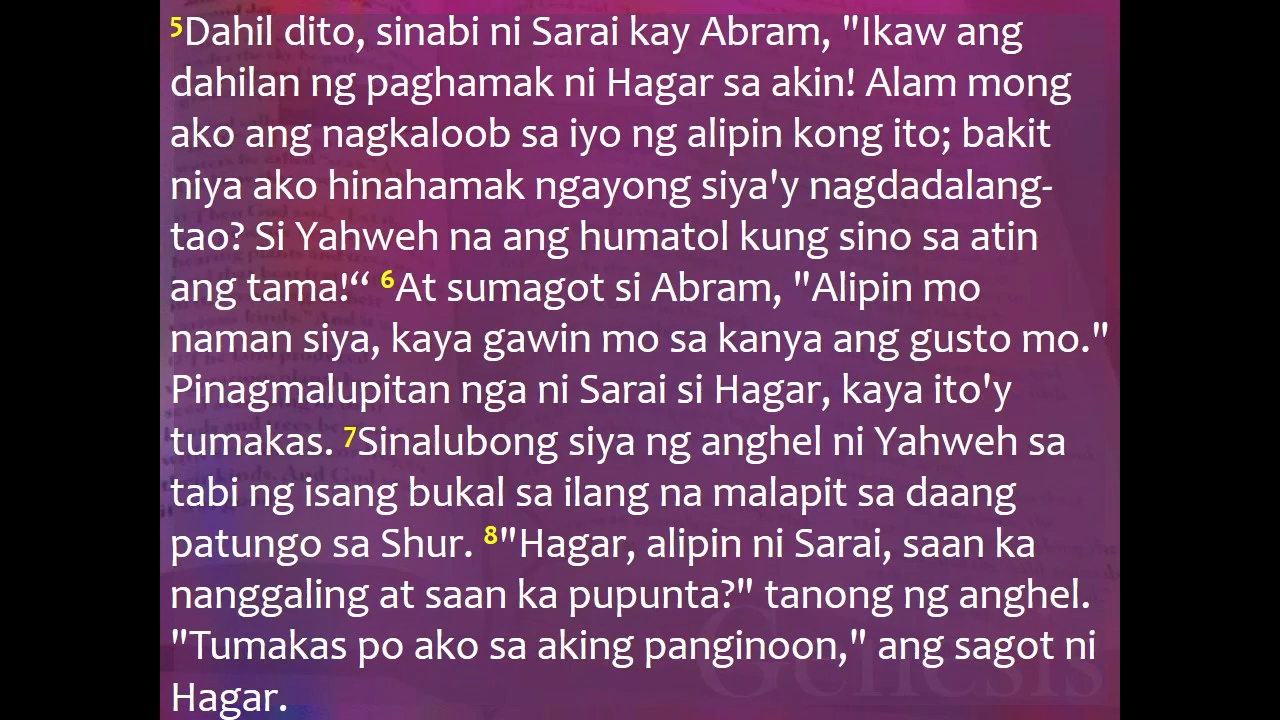 5Dahil dito, sinabi ni Sarai kay Abram, "Ikaw ang
dahilan ng paghamak ni Hagar sa akin! Alam mong
ako ang nagkaloob sa iyo ng alipin kong ito; bakit
niya ako hinahamak ngayong siya'y nagdadalang-
tao? Si Yahweh na ang humatol kung sino sa atin
ang tama!“ 6At sumagot si Abram, "Alipin mo
naman siya, kaya gawin mo sa kanya ang gusto mo."
Pinagmalupitan nga ni Sarai si Hagar, kaya ito'y
tumakas. 7Sinalubong siya ng anghel ni Yahweh sa
tabi ng isang bukal sa ilang na malapit sa daang
patungo sa Shur. 8"Hagar, alipin ni Sarai, saan ka
nanggaling at saan ka pupunta?" tanong ng anghel.
"Tumakas po ako sa aking panginoon," ang sagot ni
Hagar.
Genesis